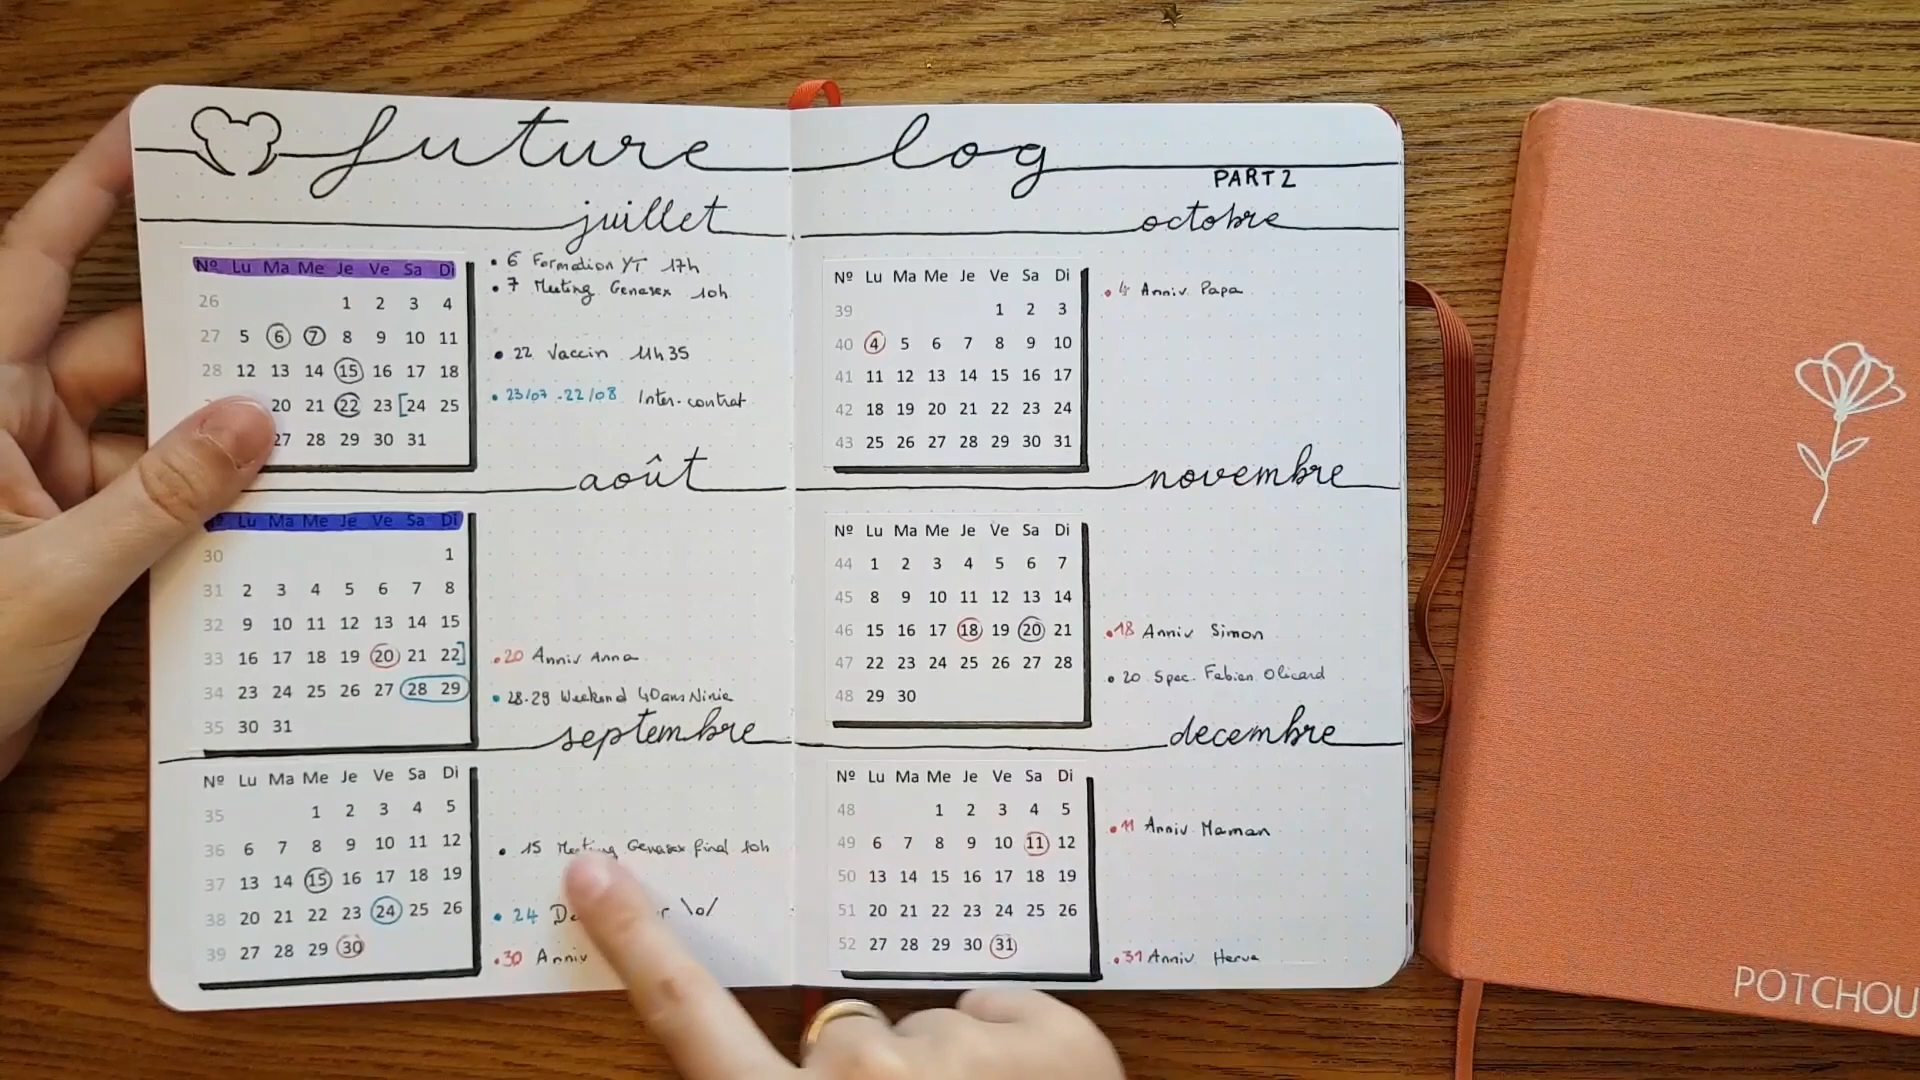 future log
PART 2
juillet
Nº Lu Ma Me Je Ve Sa Di
26 1 2 3 4
27 5 6 7 8 9 10 11
28 12 13 14 15 16 17 18
20 21 22 23 [24 25
27 28 29 30 31
• 6 Formation YT 17h
• 7 Meeting Genasex 10h
• 22 Vaccin 11h35
• 23/07 - 22/08 Inter-contrat
août
Nº Lu Ma Me Je Ve Sa Di
30 1
31 2 3 4 5 6 7 8
32 9 10 11 12 13 14 15
33 16 17 18 19 20 21 22]
34 23 24 25 26 27 28 29
35 30 31
• 20 Anniv Anna
• 28-29 Weekend 40ans Ninie
septembre
Nº Lu Ma Me Je Ve Sa Di
35 1 2 3 4 5
36 6 7 8 9 10 11 12
37 13 14 15 16 17 18 19
38 20 21 22 23 24 25 26
39 27 28 29 30
• 15 Meeting Genasex final 10h
• 24 \o/
• 30 Anniv
octobre
Nº Lu Ma Me Je Ve Sa Di
39 1 2 3
40 4 5 6 7 8 9 10
41 11 12 13 14 15 16 17
42 18 19 20 21 22 23 24
43 25 26 27 28 29 30 31
• 4 Anniv Papa
novembre
Nº Lu Ma Me Je Ve Sa Di
44 1 2 3 4 5 6 7
45 8 9 10 11 12 13 14
46 15 16 17 18 19 20 21
47 22 23 24 25 26 27 28
48 29 30
• 18 Anniv Simon
• 20 Spec. Fabien Olicard
decembre
Nº Lu Ma Me Je Ve Sa Di
48 1 2 3 4 5
49 6 7 8 9 10 11 12
50 13 14 15 16 17 18 19
51 20 21 22 23 24 25 26
52 27 28 29 30 31
• 11 Anniv Maman
• 31 Anniv Herve
POTCHOU